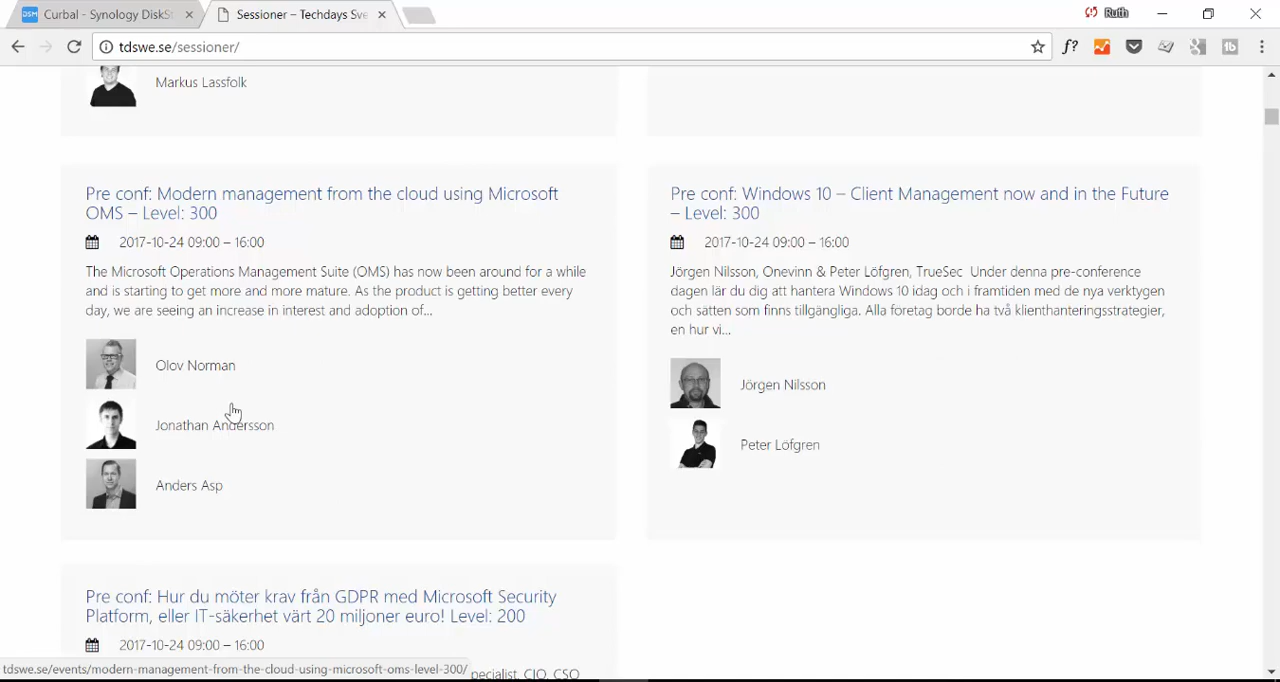 Curbal - Synology DiskSt
Sessioner – Techdays Sve
Ruth
tdswe.se/sessioner/
f?
Markus Lassfolk
Pre conf: Modern management from the cloud using Microsoft
OMS – Level: 300
2017-10-24 09:00 – 16:00
The Microsoft Operations Management Suite (OMS) has now been around for a while
and is starting to get more and more mature. As the product is getting better every
day, we are seeing an increase in interest and adoption of...
Olov Norman
Jonathan Andersson
Anders Asp
Pre conf: Windows 10 – Client Management now and in the Future
– Level: 300
2017-10-24 09:00 – 16:00
Jörgen Nilsson, Onevinn & Peter Löfgren, TrueSec Under denna pre-conference
dagen lär du dig att hantera Windows 10 idag och i framtiden med de nya verktygen
och sätten som finns tillgängliga. Alla företag borde ha två klienthanteringsstrategier,
en hur vi...
Jörgen Nilsson
Peter Löfgren
Pre conf: Hur du möter krav från GDPR med Microsoft Security
Platform, eller IT-säkerhet värt 20 miljoner euro! Level: 200
2017-10-24 09:00 – 16:00
pecialist, CIO, CSO
tdswe.se/events/modern-management-from-the-cloud-using-microsoft-oms-level-300/